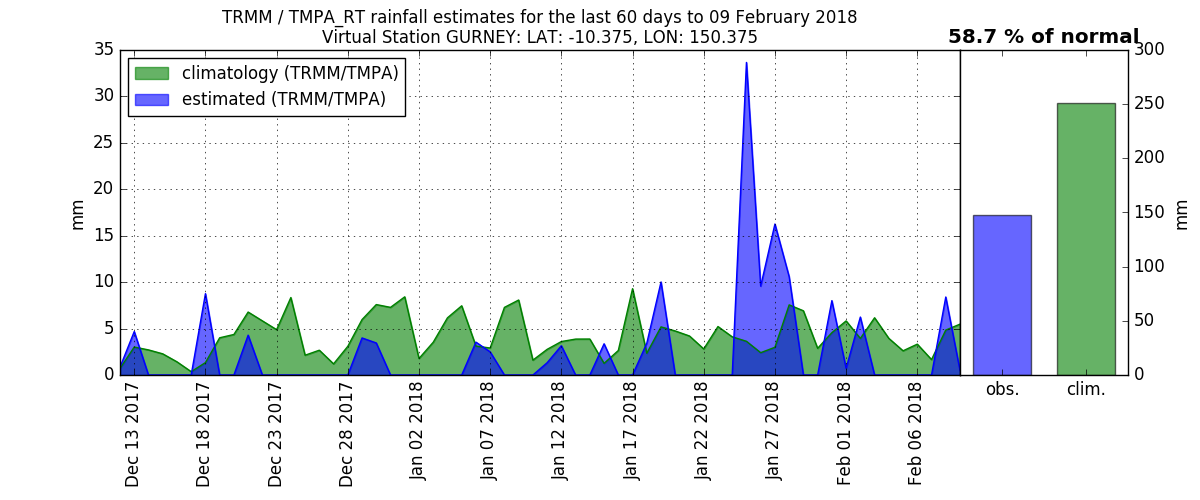 TRMM / TMPA_RT rainfall estimates for the last 60 days to 09 February 2018
Virtual Station GURNEY: LAT: -10.375, LON: 150.375
58.7 % of normal
climatology (TRMM/TMPA)
estimated (TRMM/TMPA)
35
30
25
20
15
10
5
0
mm
Dec 13 2017
Dec 18 2017
Dec 23 2017
Dec 28 2017
Jan 02 2018
Jan 07 2018
Jan 12 2018
Jan 17 2018
Jan 22 2018
Jan 27 2018
Feb 01 2018
Feb 06 2018
obs.
clim.
300
250
200
150
100
50
0
mm